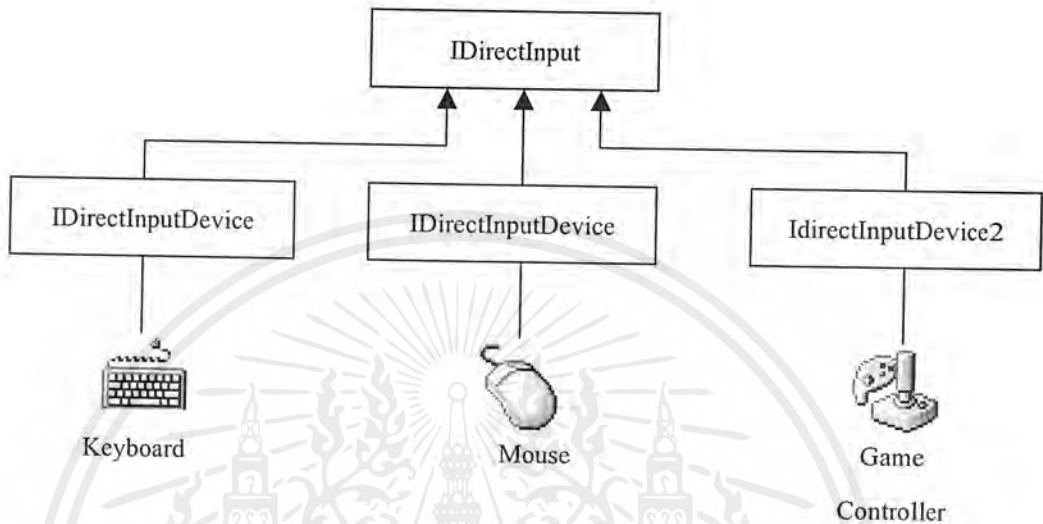 IDirectInput
IDirectInputDevice
IDirectInputDevice
IdirectInputDevice2
Keyboard
Mouse
Game
Controller